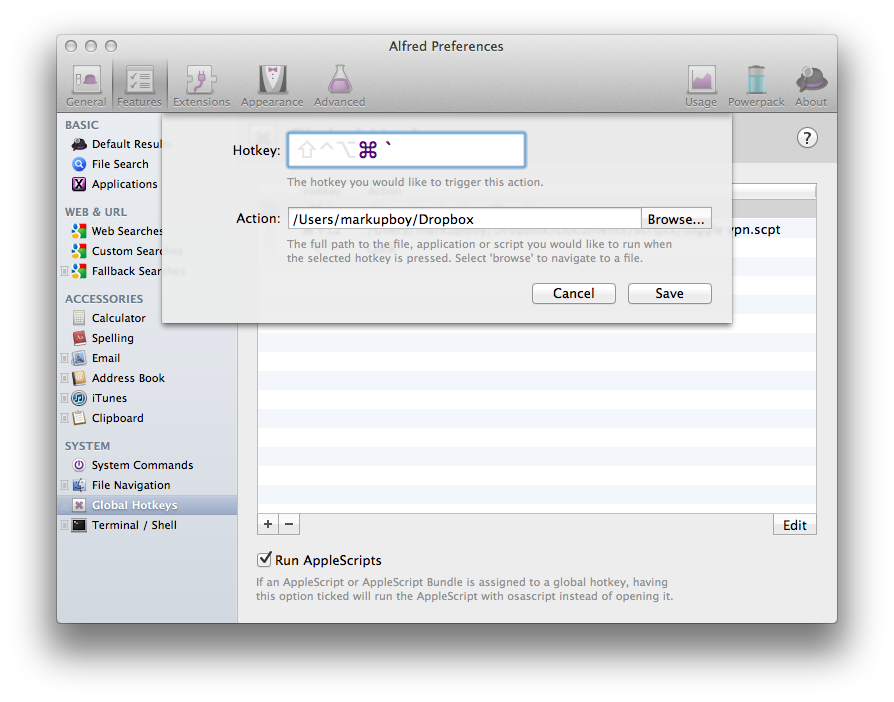 Alfred Preferences
General Features Extensions Appearance Advanced Usage Powerpack About
BASIC
Default Resul
File Search
Applications
WEB & URL
Web Searches
Custom Searches
Fallback Searches
ACCESSORIES
Calculator
Spelling
Email
Address Book
iTunes
Clipboard
SYSTEM
System Commands
File Navigation
Global Hotkeys
Terminal / Shell
Hotkey: ⇧^⌥⌘ `
The hotkey you would like to trigger this action.
Action: /Users/markupboy/Dropbox Browse...
The full path to the file, application or script you would like to run when
the selected hotkey is pressed. Select 'browse' to navigate to a file.
Cancel Save
?
vpn.scpt
+ −
Edit
Run AppleScripts
If an AppleScript or AppleScript Bundle is assigned to a global hotkey, having
this option ticked will run the AppleScript with osascript instead of opening it.